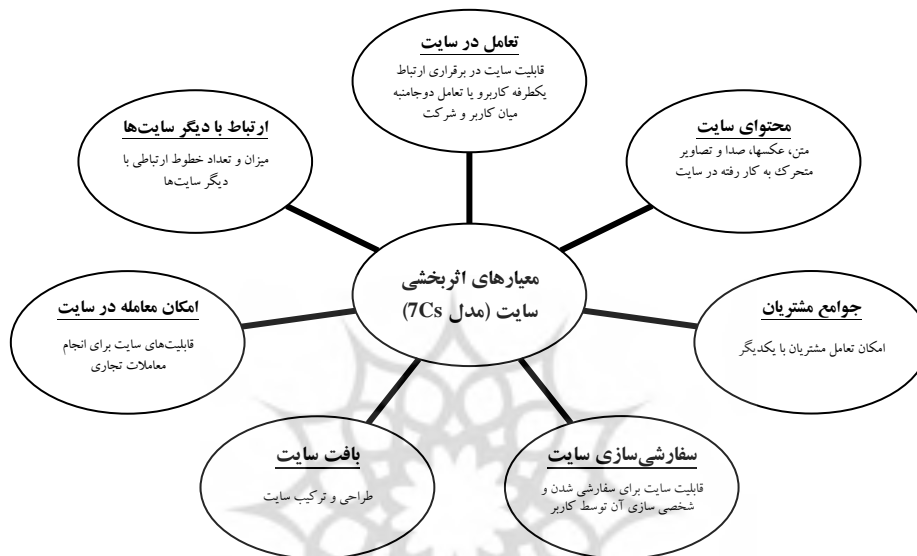 تعامل در سایت
قابلیت سایت در برقراری ارتباط
یکطرفه کاربرو یا تعامل دوجامنبه
میان کاربر و شرکت
محتوای سایت
متن، عکسها، صدا و تصاویر
متحرك به کار رفته در سایت
ارتباط با دیگر سایت‌ها
میزان و تعداد خطوط ارتباطی با
دیگر سایت‌ها
معیارهای اثربخشی
سایت (مدل 7Cs)
جوامع مشتریان
امکان تعامل مشتریان با یکدیگر
امکان معامله در سایت
قابلیت‌های سایت برای انجام
معاملات تجاری
سفارشی‌سازی سایت
قابلیت سایت برای سفارشی شدن و
شخصی سازی آن توسط کاربر
بافت سایت
طراحی و ترکیب سایت